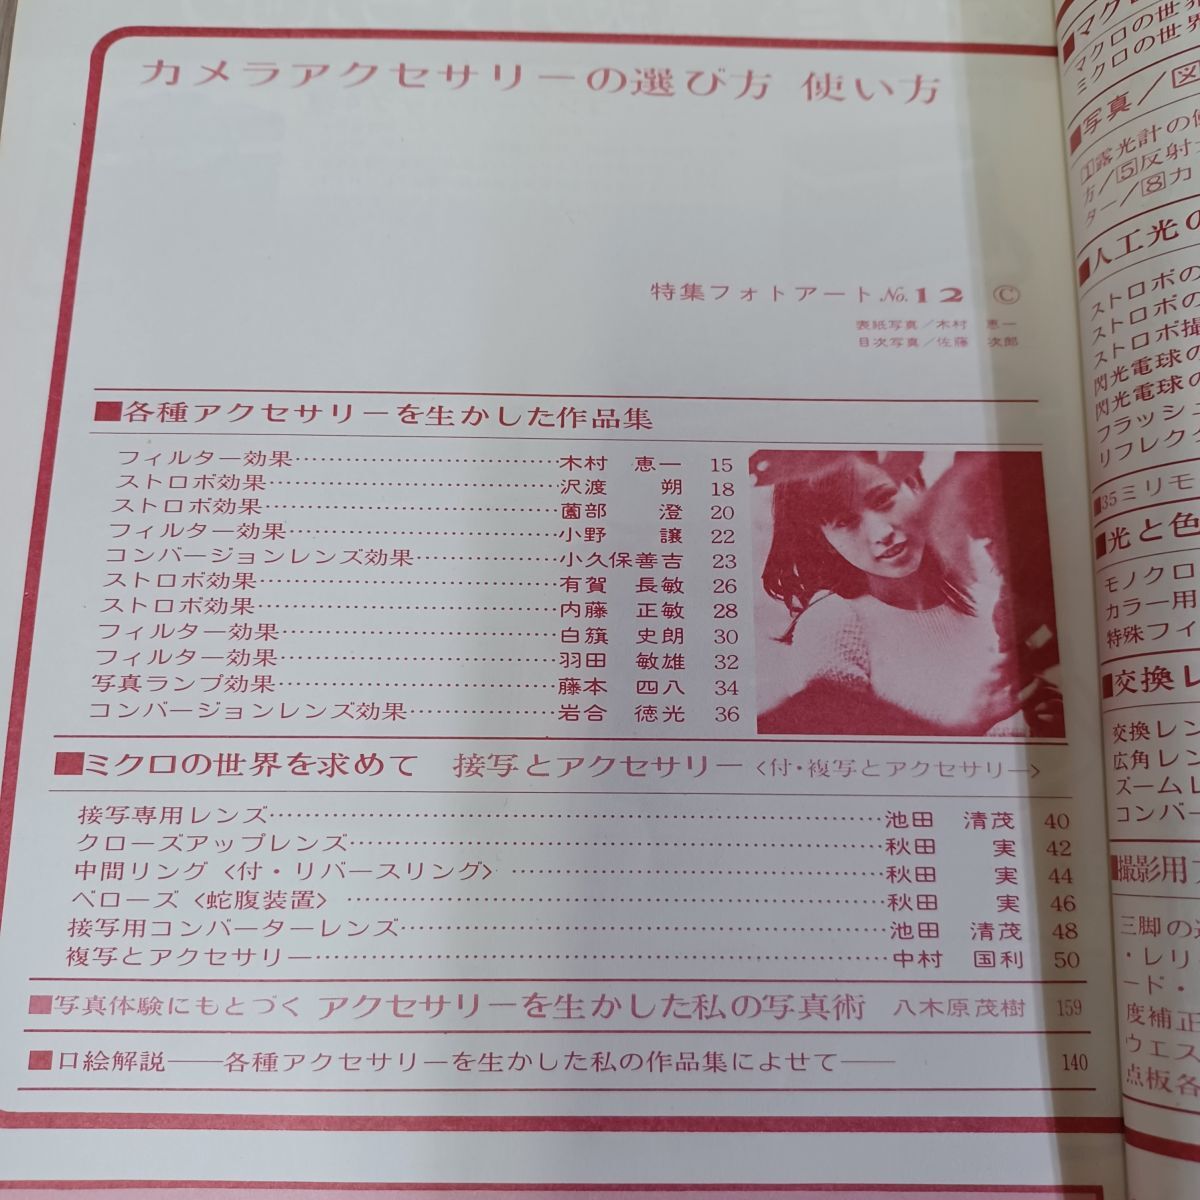 カメラアクセサリーの選び方 使い方
特集フォトアート No.12 ©
表紙写真/木村 恵一
目次写真/佐藤 次郎
■各種アクセサリーを生かした作品集
フィルター効果……………………木村 恵一 15
ストロボ効果……………………沢渡 朔 18
ストロボ効果……………………薗部 澄 20
フィルター効果……………………小野 譲 22
コンバージョンレンズ効果……………小久保善吉 23
ストロボ効果……………………有賀 長敏 26
ストロボ効果……………………内藤 正敏 28
フィルター効果……………………白籏 史朗 30
フィルター効果……………………羽田 敏雄 32
写真ランプ効果……………………藤本 四八 34
コンバージョンレンズ効果……………岩合 徳光 36
■ミクロの世界を求めて 接写とアクセサリー〈付・複写とアクセサリー〉
接写専用レンズ……………………池田 清茂 40
クローズアップレンズ……………………秋田 実 42
中間リング〈付・リバースリング〉……………………秋田 実 44
ベローズ〈蛇腹装置〉……………………秋田 実 46
接写用コンバーターレンズ……………………池田 清茂 48
複写とアクセサリー……………………中村 国利 50
■写真体験にもとづく アクセサリーを生かした私の写真術 八木原茂樹 159
■口絵解説――各種アクセサリーを生かした私の作品集によせて―― 140
■マクロ
マクロの世
ミクロの世界
■写真/図
1露光計の使
方/5反射
ター/8カ
■人工光の
ストロボの
ストロボの
ストロボ撮
閃光電球の
閃光電球の
フラッシュ
リフレク
■35ミリモ
■光と色
モノクロ
カラー用
特殊フィ
■交換レ
交換レン
広角レン
ズームレ
コンバー
■撮影用
三脚の
・レリ
ード・
度補正
ウエス
点板各